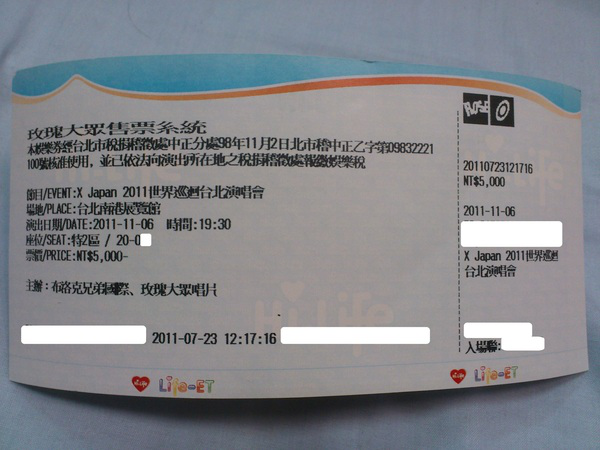 玫瑰大眾售票系統
本娛樂券經台北市稅捐稽徵處中正分處98年11月2日北市稽中正乙字第09832221
100號核准使用，並已依法向演出所在地之稅捐稽徵處報繳娛樂稅
節目/EVENT:X Japan 2011世界巡迴台北演唱會
場地/PLACE:台北南港展覽館
演出日期/DATE:2011-11-06 時間:19:30
座位/SEAT:特2區 / 20-0
票價/PRICE:NT$5,000-
主辦：布洛克兄弟國際、玫瑰大眾唱片
2011-07-23 12:17:16
Hi Life
Life-ET
ROSE
20110723121716
NT$5,000
2011-11-06
X Japan 2011世界巡迴
台北演唱會
入場聯:
Life-ET